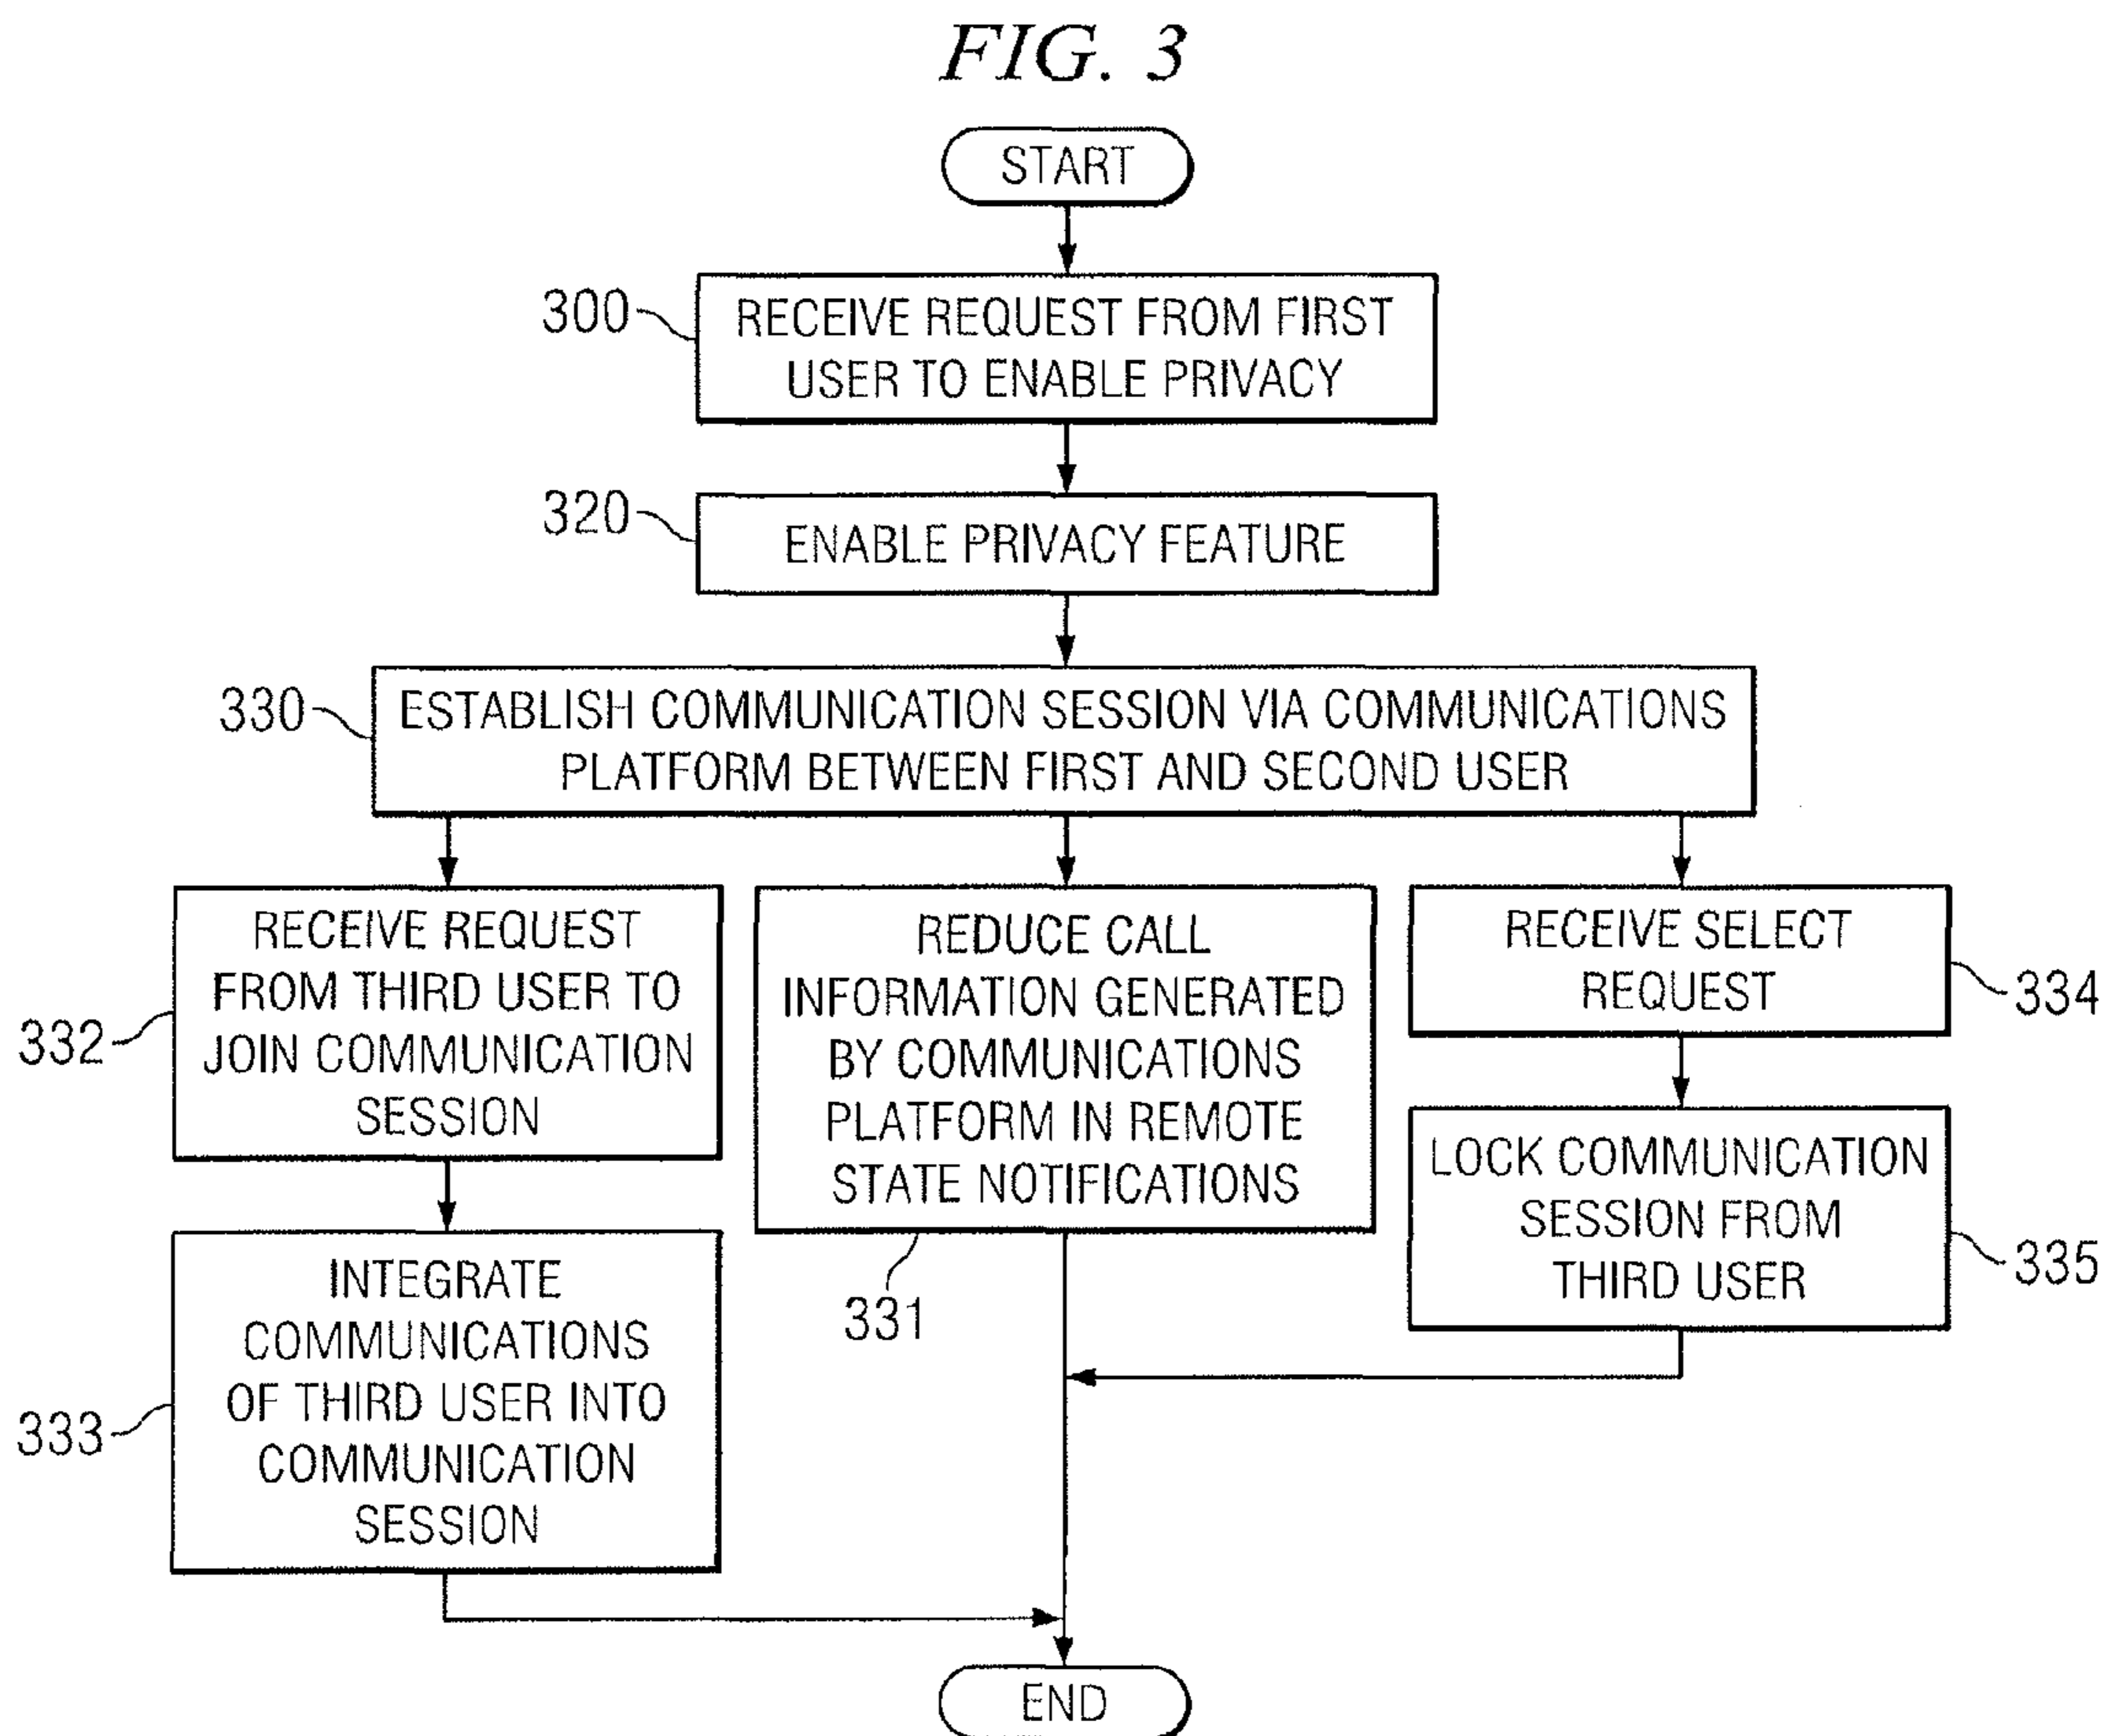 FIG. 3
START
300
RECEIVE REQUEST FROM FIRST
USER TO ENABLE PRIVACY
320
ENABLE PRIVACY FEATURE
330
ESTABLISH COMMUNICATION SESSION VIA COMMUNICATIONS
PLATFORM BETWEEN FIRST AND SECOND USER
332
RECEIVE REQUEST
FROM THIRD USER TO
JOIN COMMUNICATION
SESSION
REDUCE CALL
INFORMATION GENERATED
BY COMMUNICATIONS
PLATFORM IN REMOTE
STATE NOTIFICATIONS
331
RECEIVE SELECT
REQUEST
334
LOCK COMMUNICATION
SESSION FROM
THIRD USER
335
333
INTEGRATE
COMMUNICATIONS
OF THIRD USER INTO
COMMUNICATION
SESSION
END